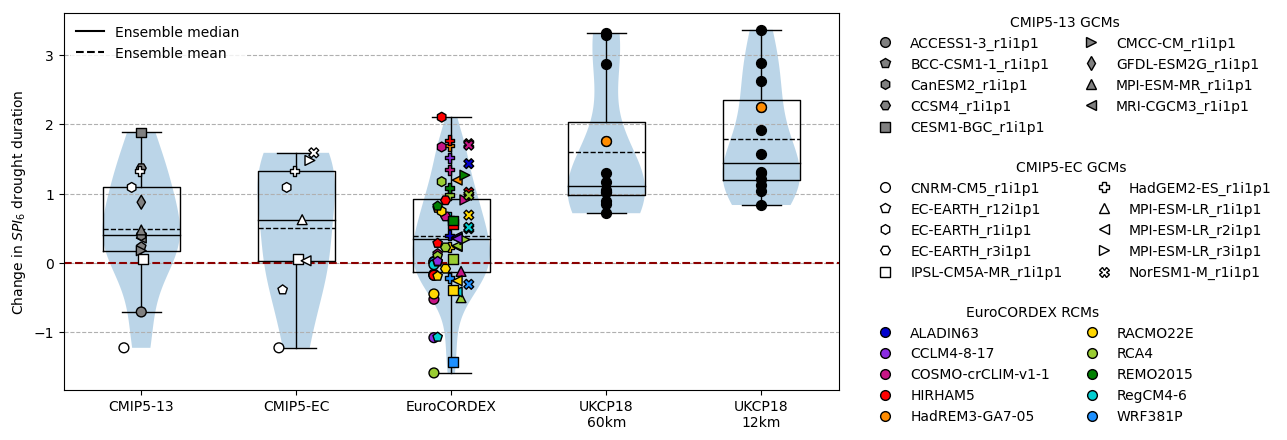 Ensemble median
Ensemble mean
Change in SPI6 drought duration
3
2
1
0
−1
CMIP5-13
CMIP5-EC
EuroCORDEX
UKCP18
60km
UKCP18
12km
CMIP5-13 GCMs
ACCESS1-3_r1i1p1
BCC-CSM1-1_r1i1p1
CanESM2_r1i1p1
CCSM4_r1i1p1
CESM1-BGC_r1i1p1
CMCC-CM_r1i1p1
GFDL-ESM2G_r1i1p1
MPI-ESM-MR_r1i1p1
MRI-CGCM3_r1i1p1
CMIP5-EC GCMs
CNRM-CM5_r1i1p1
EC-EARTH_r12i1p1
EC-EARTH_r1i1p1
EC-EARTH_r3i1p1
IPSL-CM5A-MR_r1i1p1
HadGEM2-ES_r1i1p1
MPI-ESM-LR_r1i1p1
MPI-ESM-LR_r2i1p1
MPI-ESM-LR_r3i1p1
NorESM1-M_r1i1p1
EuroCORDEX RCMs
ALADIN63
CCLM4-8-17
COSMO-crCLIM-v1-1
HIRHAM5
HadREM3-GA7-05
RACMO22E
RCA4
REMO2015
RegCM4-6
WRF381P